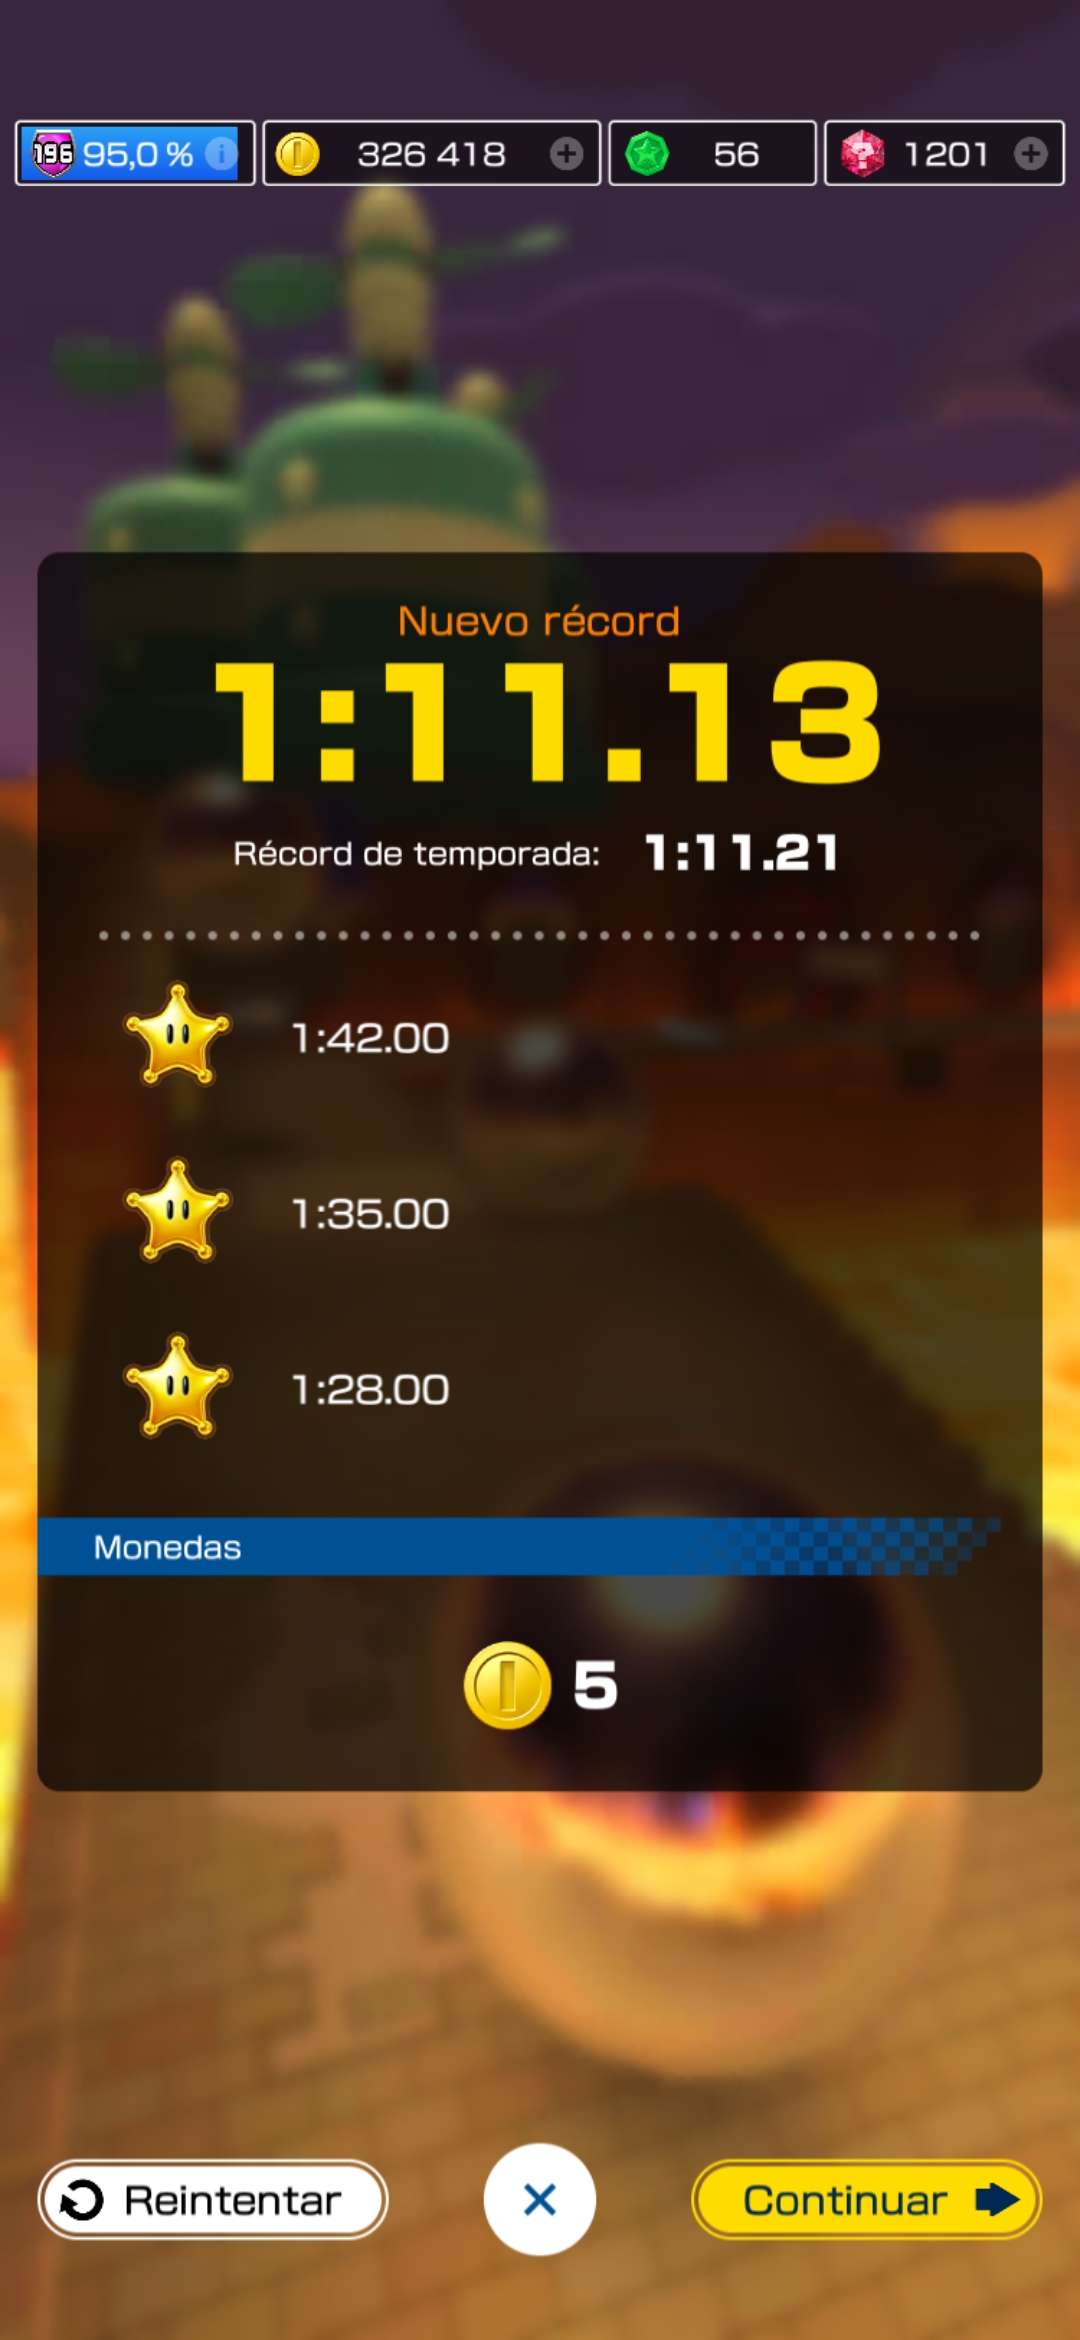 196 95,0 % i 326 418 + 56 ? 1201 +
Nuevo récord
1:11.13
Récord de temporada: 1:11.21
1:42.00
1:35.00
1:28.00
Monedas
5
Reintentar × Continuar